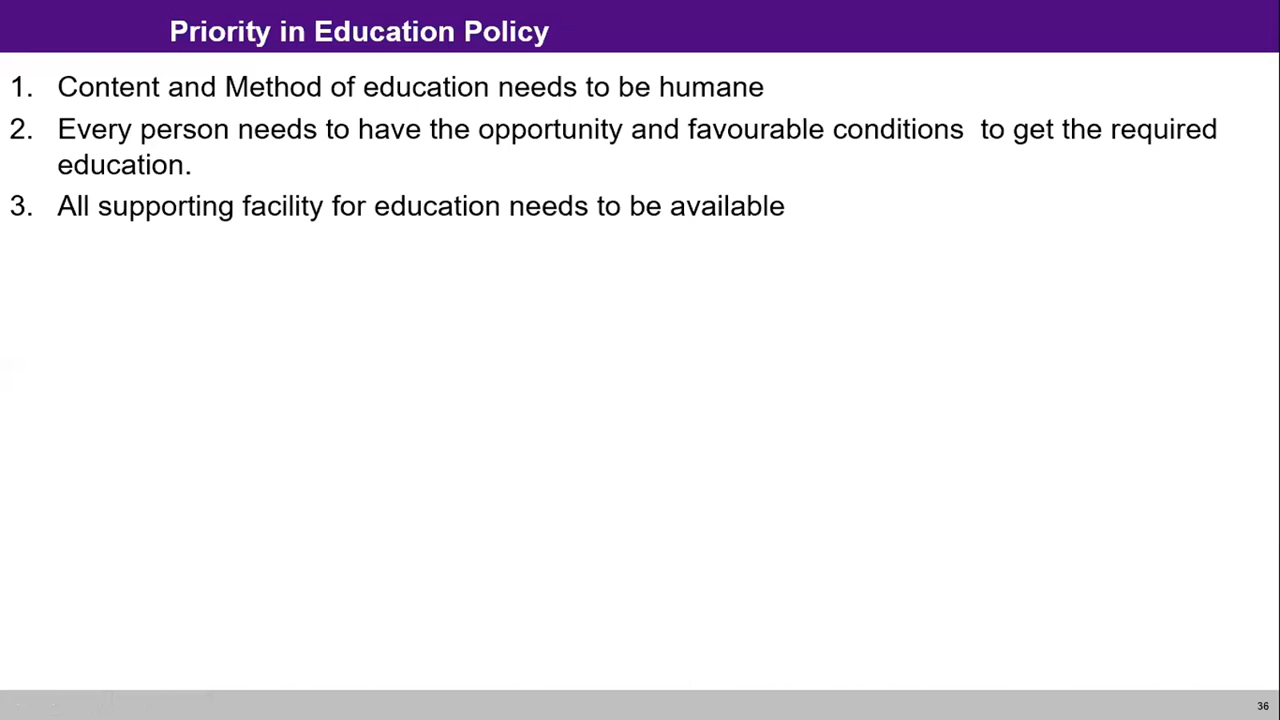 Priority in Education Policy
1. Content and Method of education needs to be humane
2. Every person needs to have the opportunity and favourable conditions  to get the required
education.
3. All supporting facility for education needs to be available
36